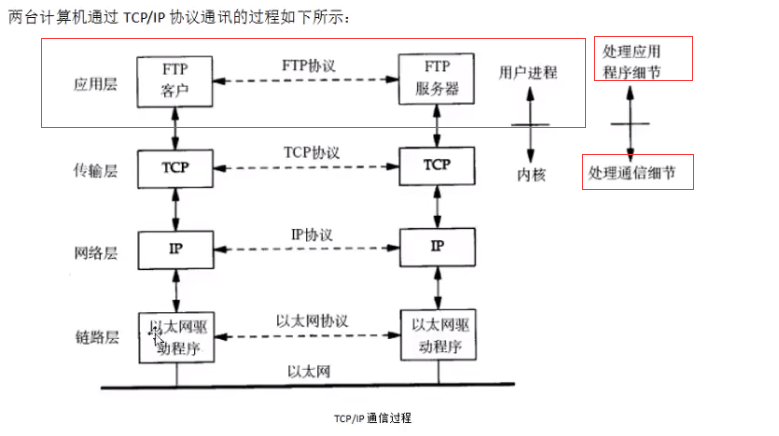 两台计算机通过 TCP/IP 协议通讯的过程如下所示：
应用层
FTP
客户
FTP协议
FTP
服务器
用户进程
处理应用
程序细节
传输层
TCP
TCP协议
TCP
内核
处理通信细节
网络层
IP
IP协议
IP
链路层
以太网驱
动程序
以太网协议
以太网驱
动程序
以太网
TCP/IP 通信过程